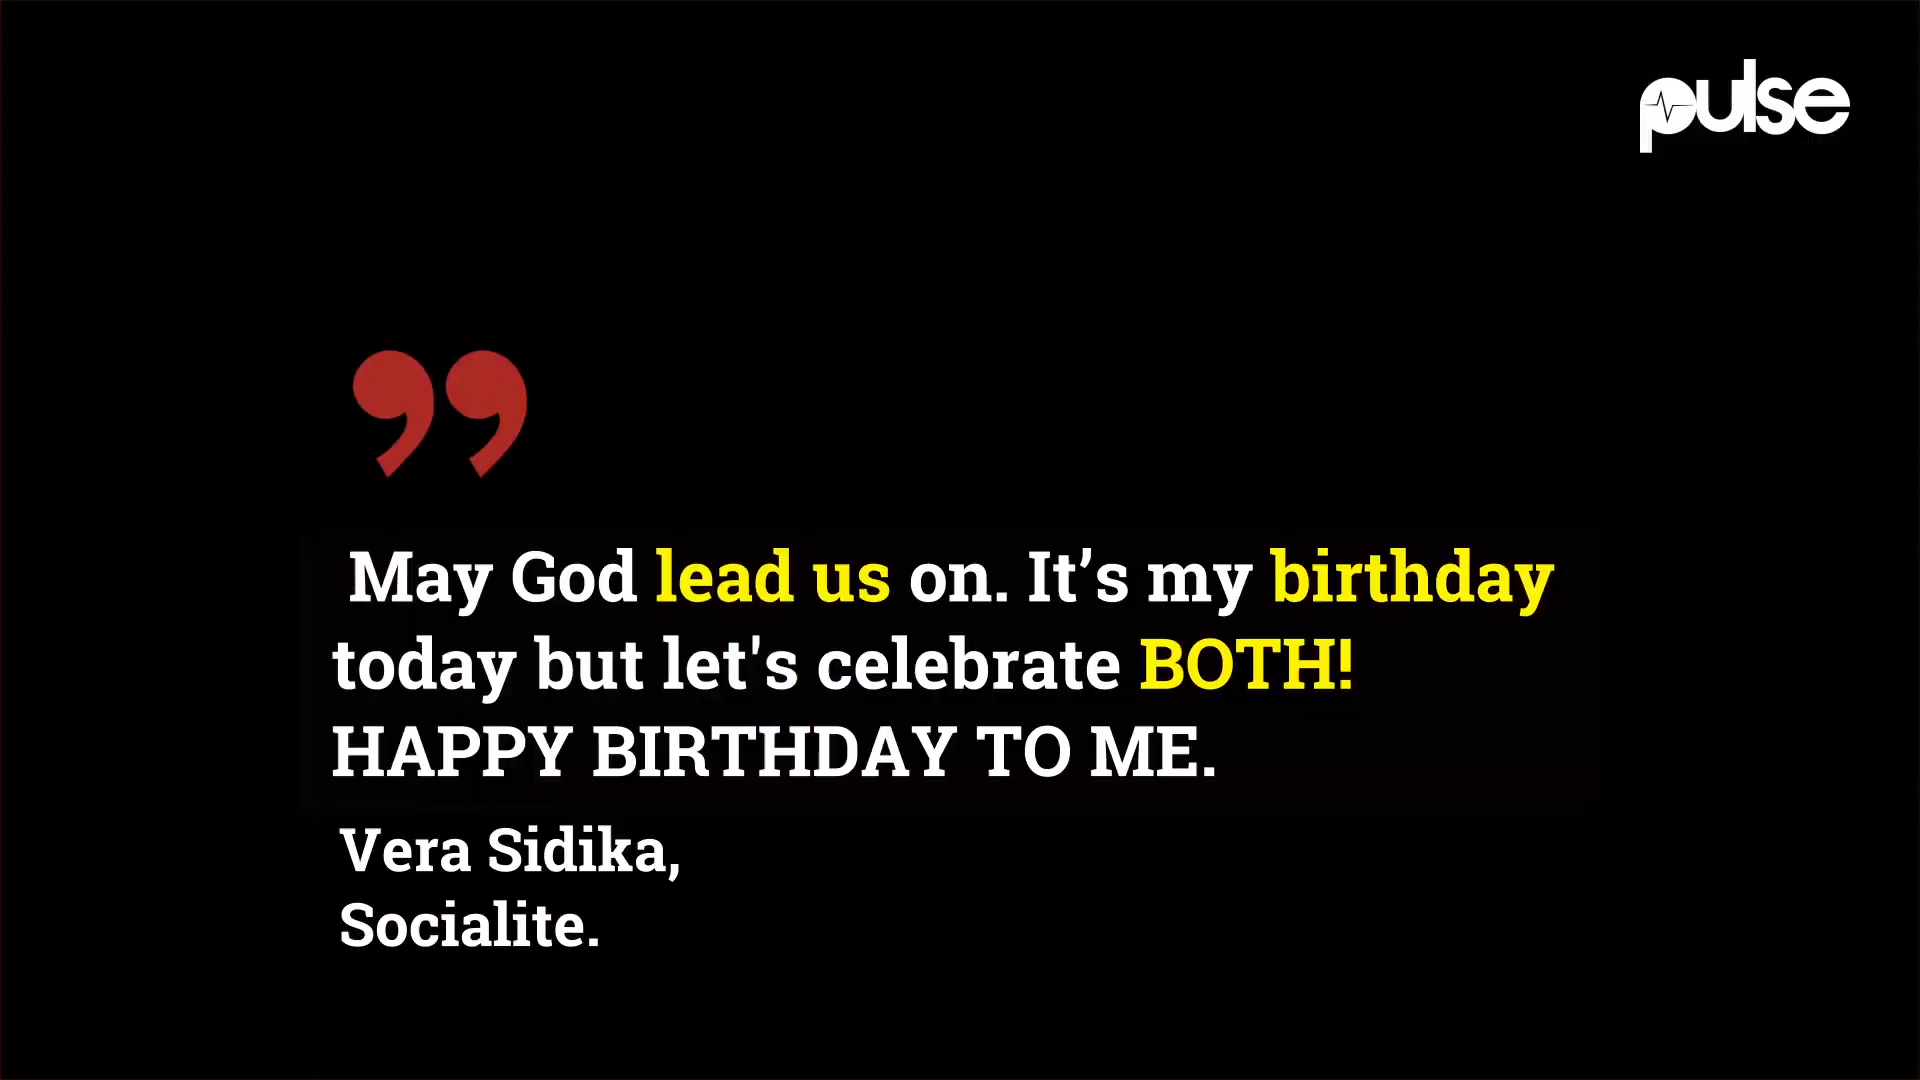 pulse
May God lead us on. It’s my birthday
today but let's celebrate BOTH!
HAPPY BIRTHDAY TO ME.
Vera Sidika,
Socialite.